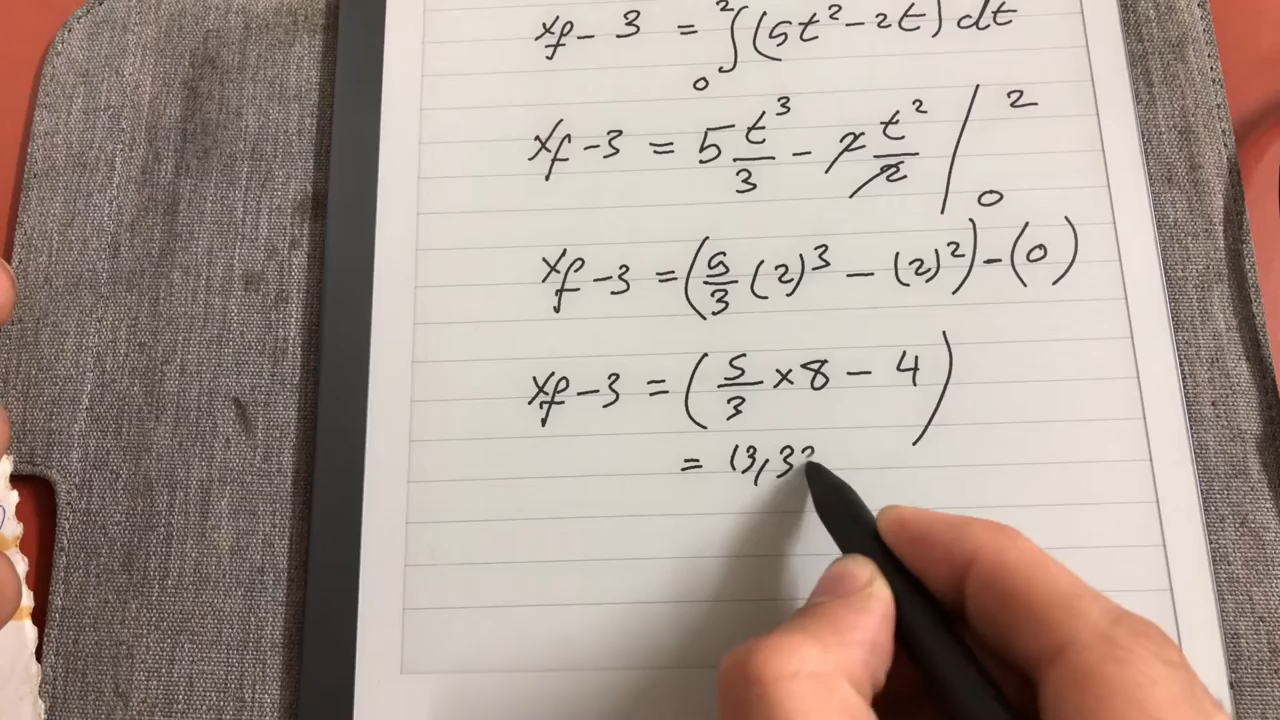 xf - 3 = ∫₀² (5t² - 2t) dt
xf - 3 = 5 t³/3 - 2 t²/2 |₀²
xf - 3 = (5/3 (2)³ - (2)²) - (0)
xf - 3 = (5/3 × 8 - 4)
= 13,33